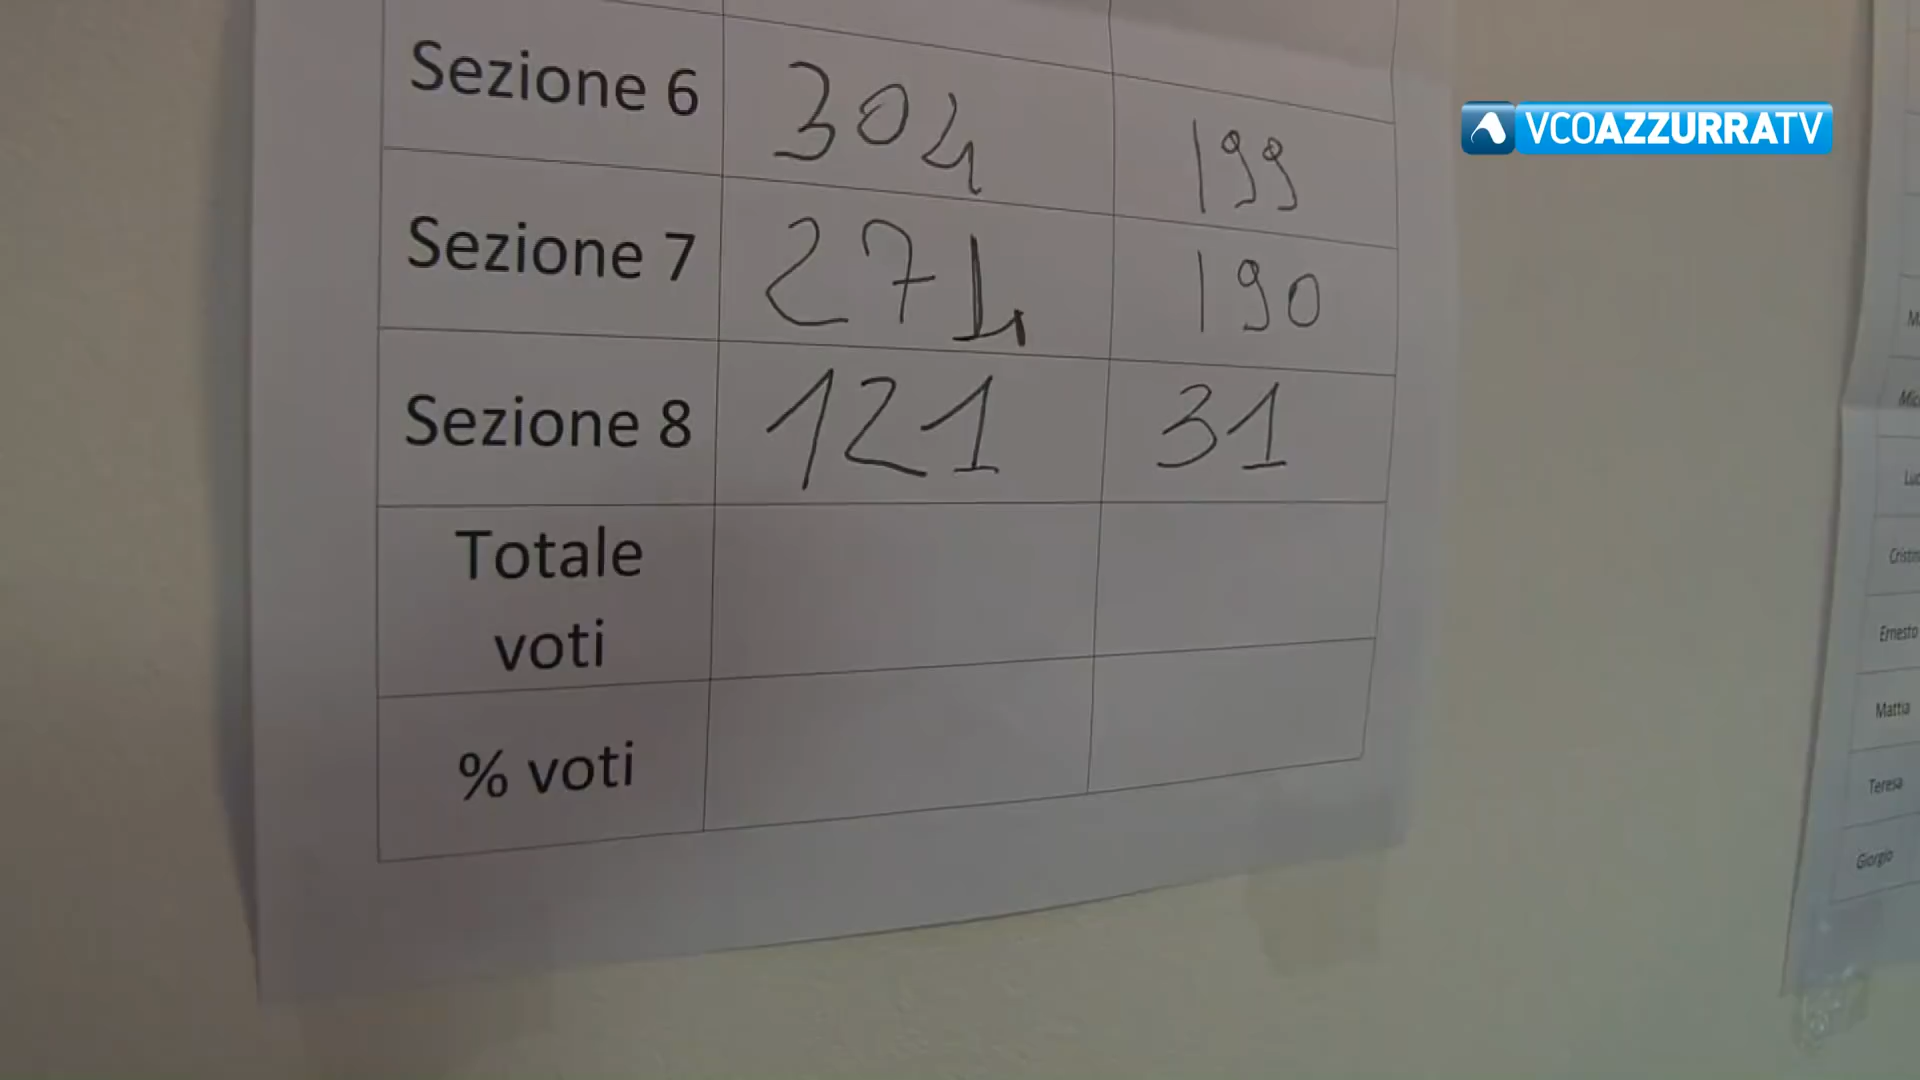 Sezione 6 304 199
Sezione 7 271 190
Sezione 8 121 31
Totale
voti
% voti
VCOAZZURRATV
Cristin
Ernesto
Mattia
Teresa
Giorgio